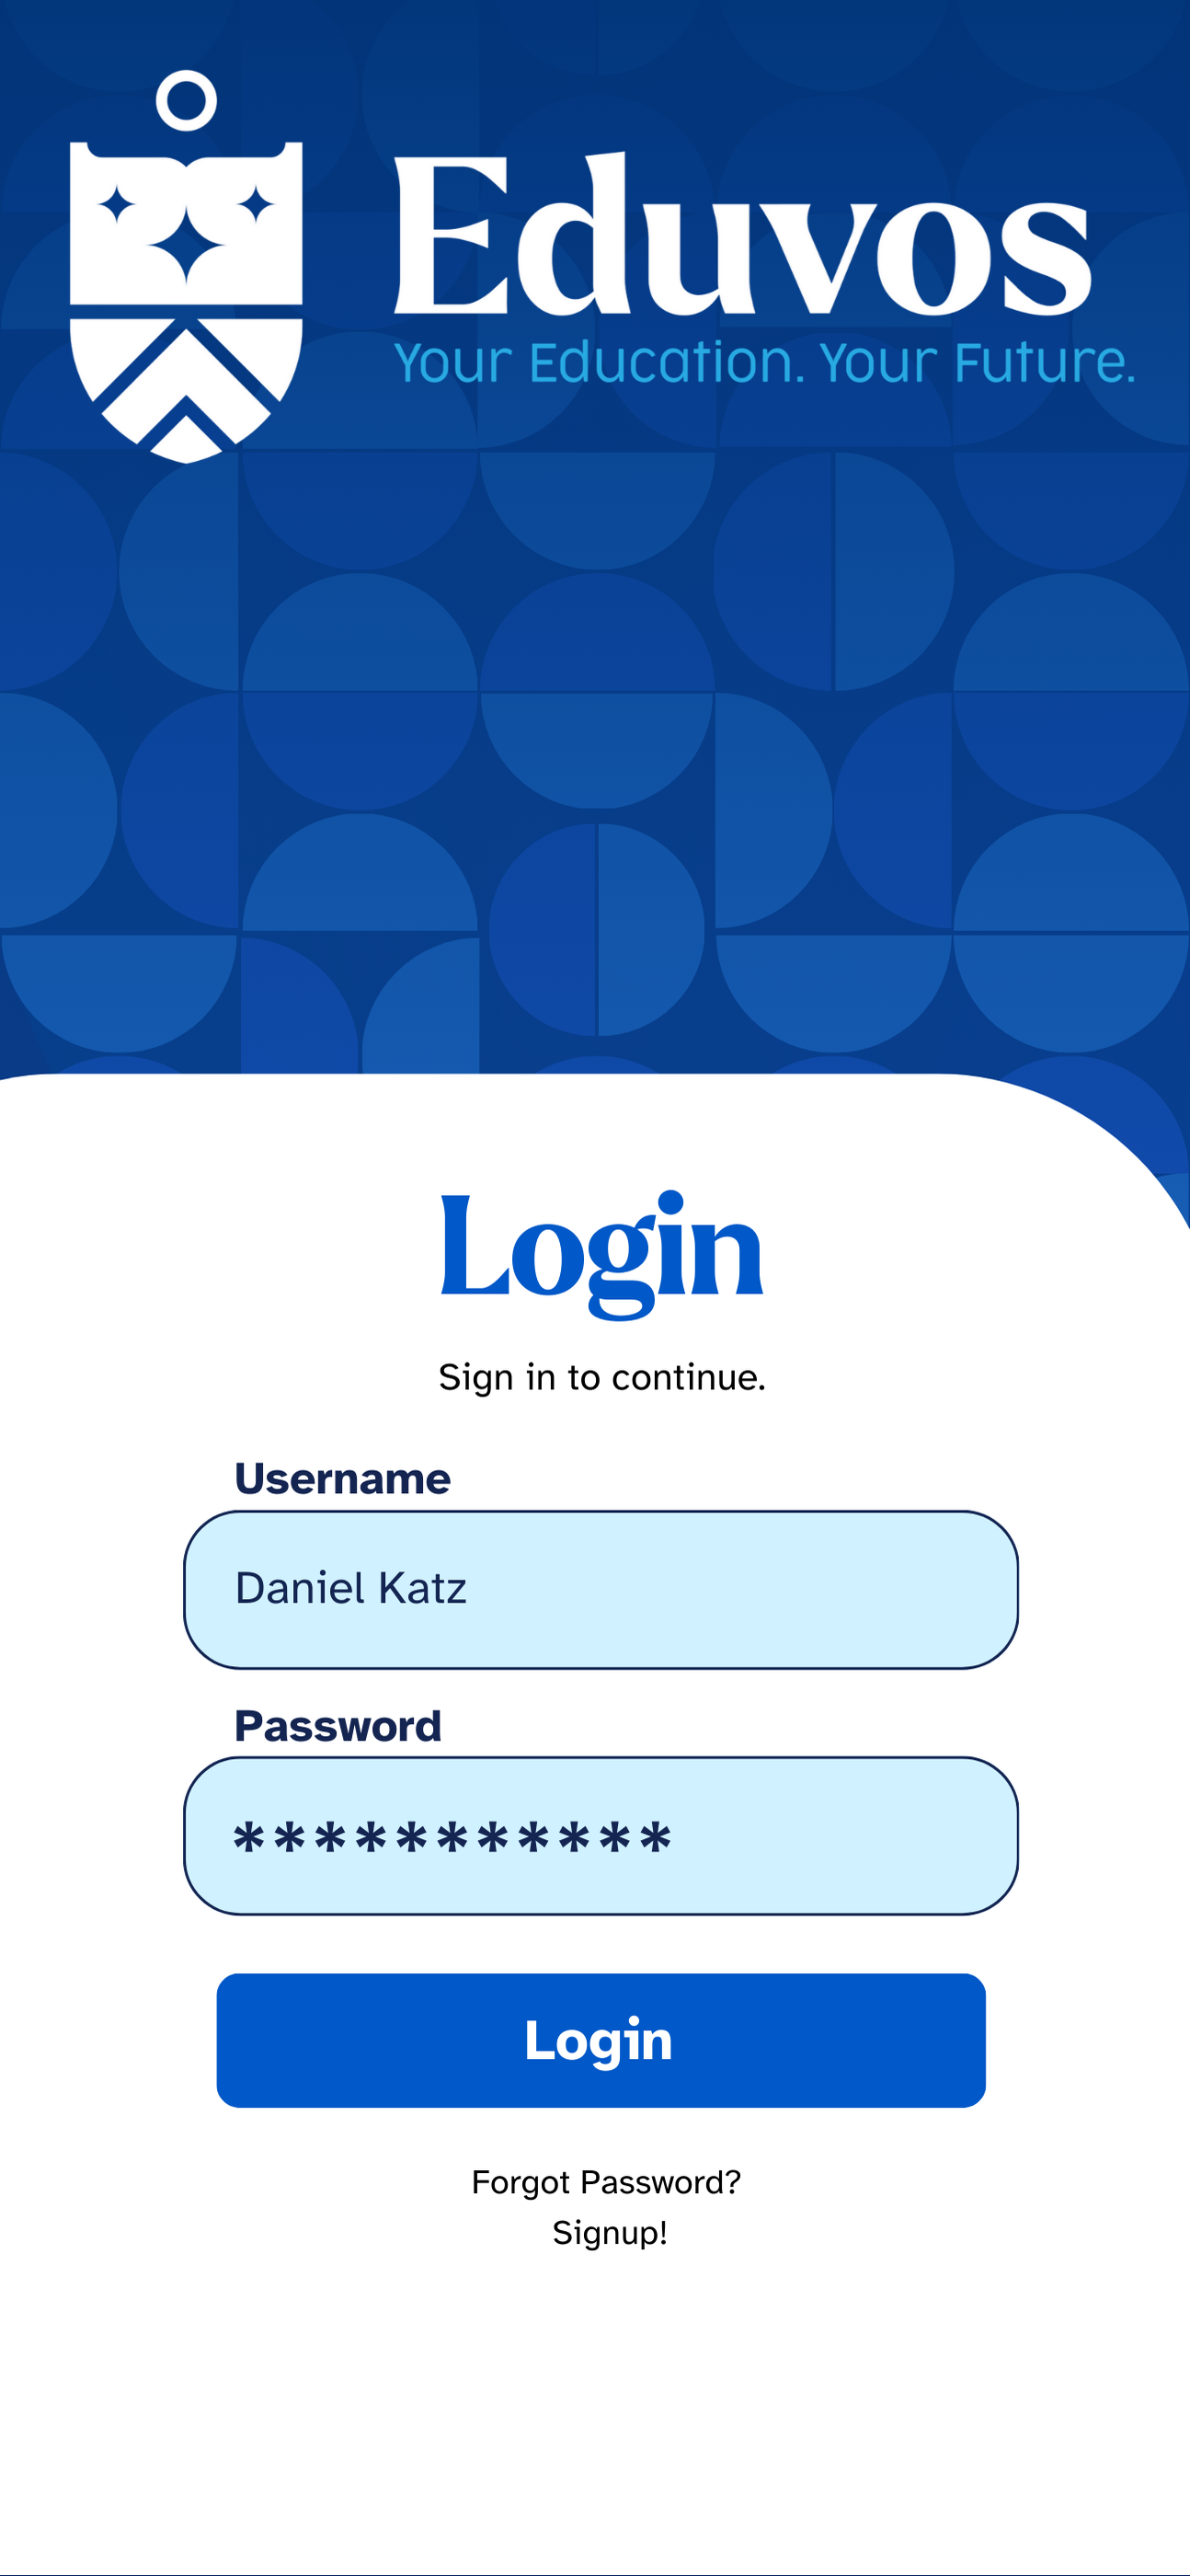 Eduvos
Your Education. Your Future.
Login
Sign in to continue.
Username
Daniel Katz
Password
***********
Login
Forgot Password?
Signup!